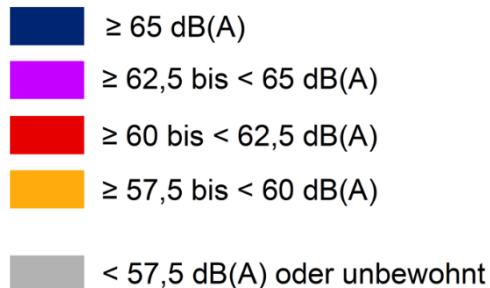 ≥ 65 dB(A)
≥ 62,5 bis < 65 dB(A)
≥ 60 bis < 62,5 dB(A)
≥ 57,5 bis < 60 dB(A)
< 57,5 dB(A) oder unbewohnt